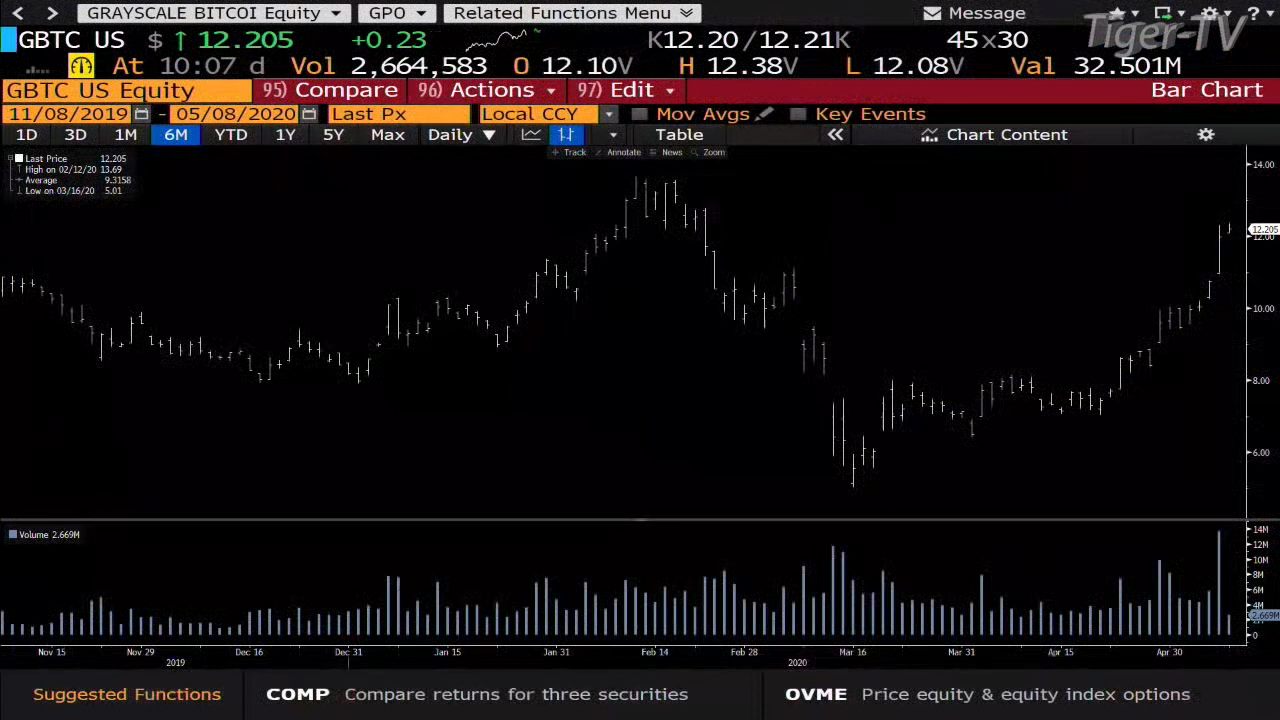 < > GRAYSCALE BITCOI Equity GPO Related Functions Menu Message ?
Tiger-TV
GBTC US $ ↑ 12.205 +0.23 K12.20 / 12.21K 45x30
At 10:07 d Vol 2,664,583 O 12.10V H 12.38V L 12.08V Val 32.501M
GBTC US Equity 95) Compare 96) Actions 97) Edit Bar Chart
11/08/2019 - 05/08/2020 Last Px Local CCY Mov Avgs Key Events
1D 3D 1M 6M YTD 1Y 5Y Max Daily Table « Chart Content
Track Annotate News Zoom
Last Price 12.205
High on 02/12/20 13.69
Average 9.3158
Low on 03/16/20 5.01
14.00
12.205
12.00
10.00
8.00
6.00
Volume 2.669M
14M
12M
10M
8M
6M
4M
2.669M
0
Nov 15 Nov 29 Dec 16 Dec 31 Jan 15 Jan 31 Feb 14 Feb 28 Mar 16 Mar 31 Apr 15 Apr 30
2019 2020
Suggested Functions COMP Compare returns for three securities OVME Price equity & equity index options